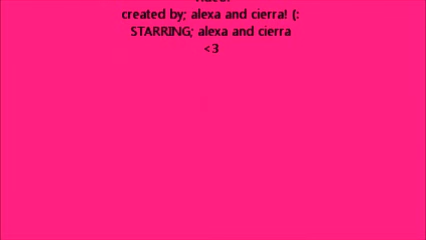 created by; alexa and cierra! (:
STARRING; alexa and cierra
<3